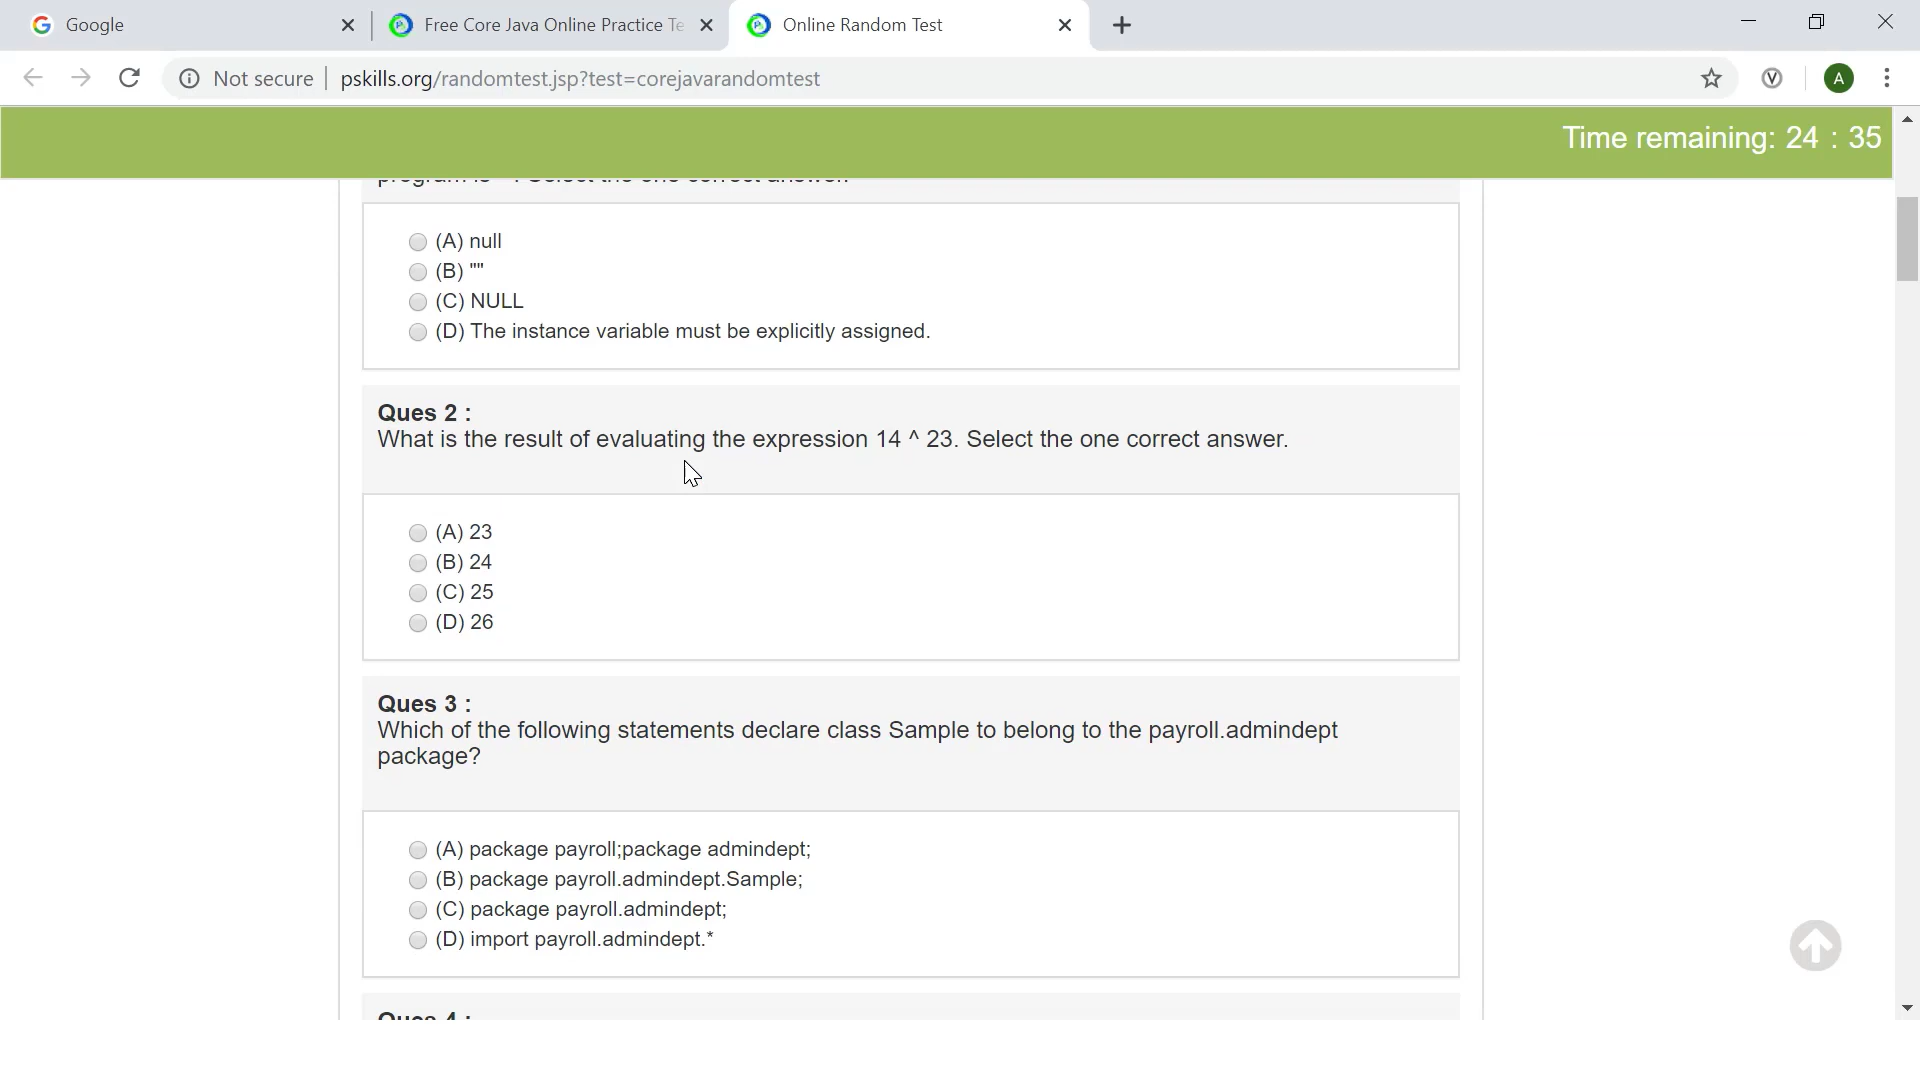 Google
Free Core Java Online Practice Te
Online Random Test
Not secure
pskills.org/randomtest.jsp?test=corejavarandomtest
A
Time remaining: 24 : 35
(A) null
(B) ""
(C) NULL
(D) The instance variable must be explicitly assigned.
Ques 2 :
What is the result of evaluating the expression 14 ^ 23. Select the one correct answer.
(A) 23
(B) 24
(C) 25
(D) 26
Ques 3 :
Which of the following statements declare class Sample to belong to the payroll.admindept
package?
(A) package payroll;package admindept;
(B) package payroll.admindept.Sample;
(C) package payroll.admindept;
(D) import payroll.admindept.*
Ques 4 :